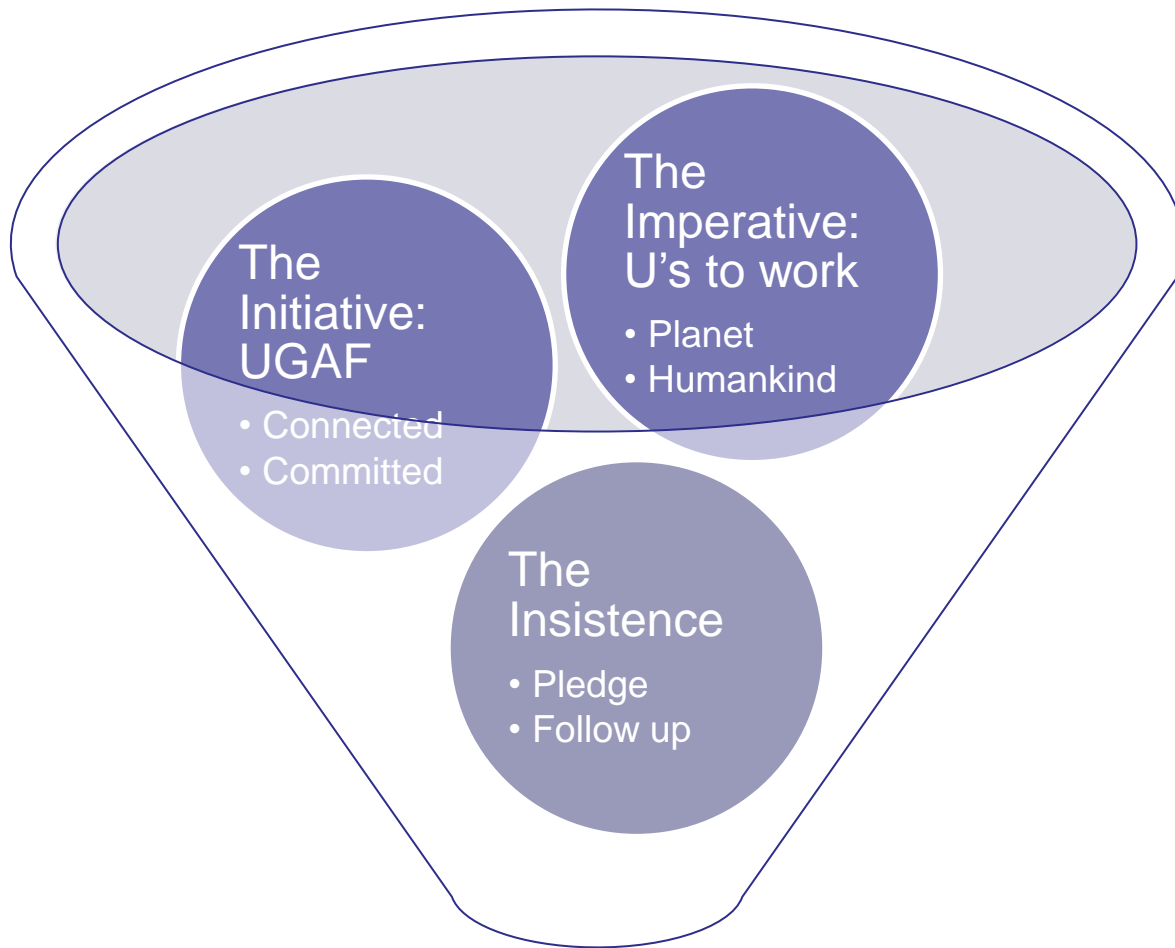 The
Initiative:
UGAF
• Connected
• Committed
The
Imperative:
U's to work
• Planet
• Humankind
The
Insistence
• Pledge
• Follow up